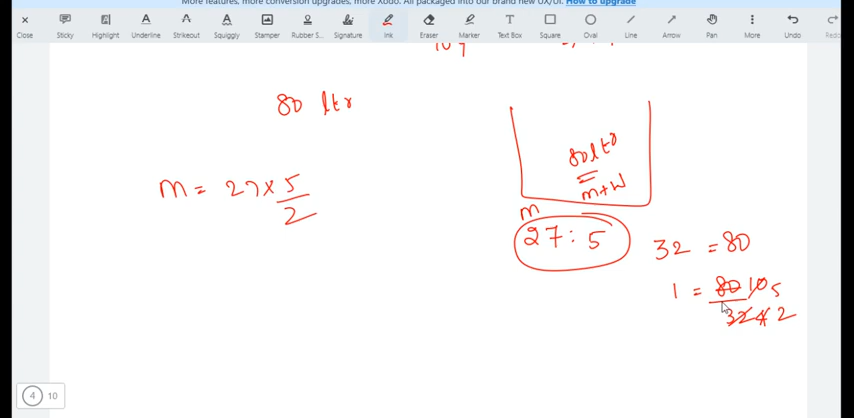 More features, more conversion upgrades, more Xodo. All packaged into our brand new UX/UI. How to upgrade
Close Sticky Highlight Underline Strikeout Squiggly Stamper Rubber S... Signature Ink Eraser Marker Text Box Square Oval Line Arrow Pan More Undo Redo
80 ltr
80 ltr
m+w
m = 27 × 5
2
m
27 : 5
32 = 80
1 = 80 10 5
32 4 2
4 10